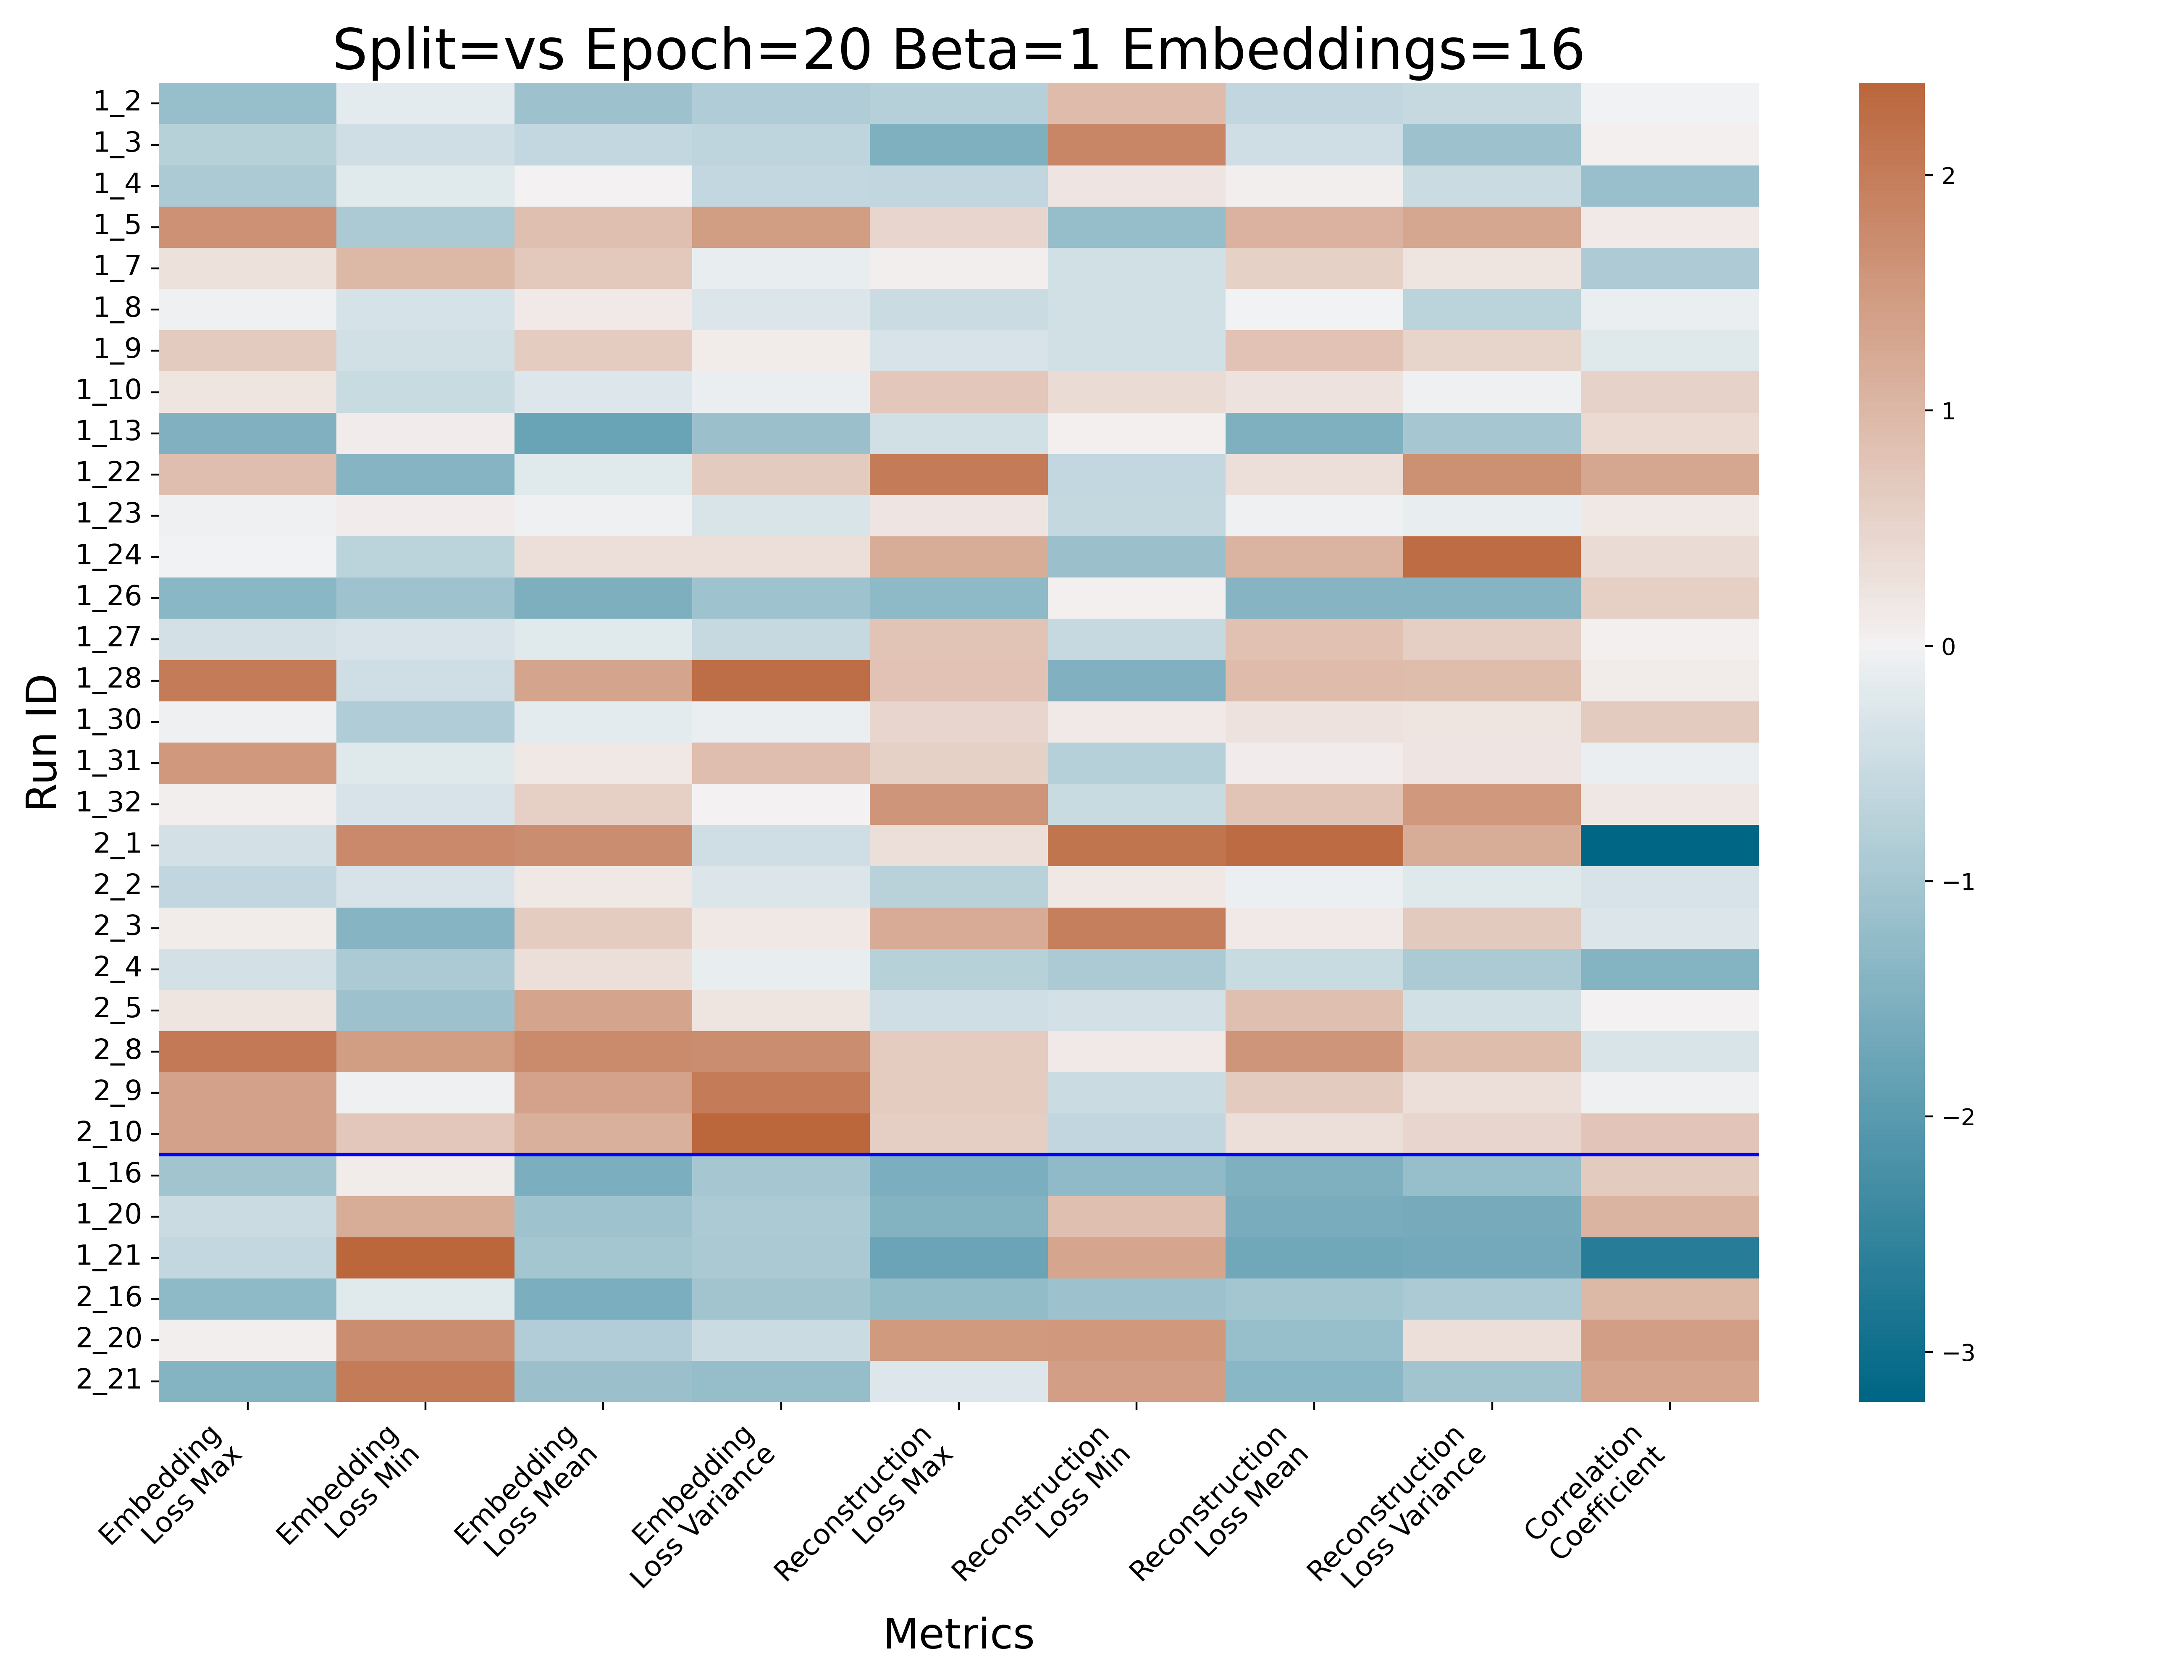 Split=vs Epoch=20 Beta=1 Embeddings=16
Run ID
1_2
1_3
1_4
1_5
1_7
1_8
1_9
1_10
1_13
1_22
1_23
1_24
1_26
1_27
1_28
1_30
1_31
1_32
2_1
2_2
2_3
2_4
2_5
2_8
2_9
2_10
1_16
1_20
1_21
2_16
2_20
2_21
Embedding
Loss Max
Embedding
Loss Min
Embedding
Loss Mean
Embedding
Loss Variance
Reconstruction
Loss Max
Reconstruction
Loss Min
Reconstruction
Loss Mean
Reconstruction
Loss Variance
Correlation
Coefficient
Metrics
2
1
0
−1
−2
−3